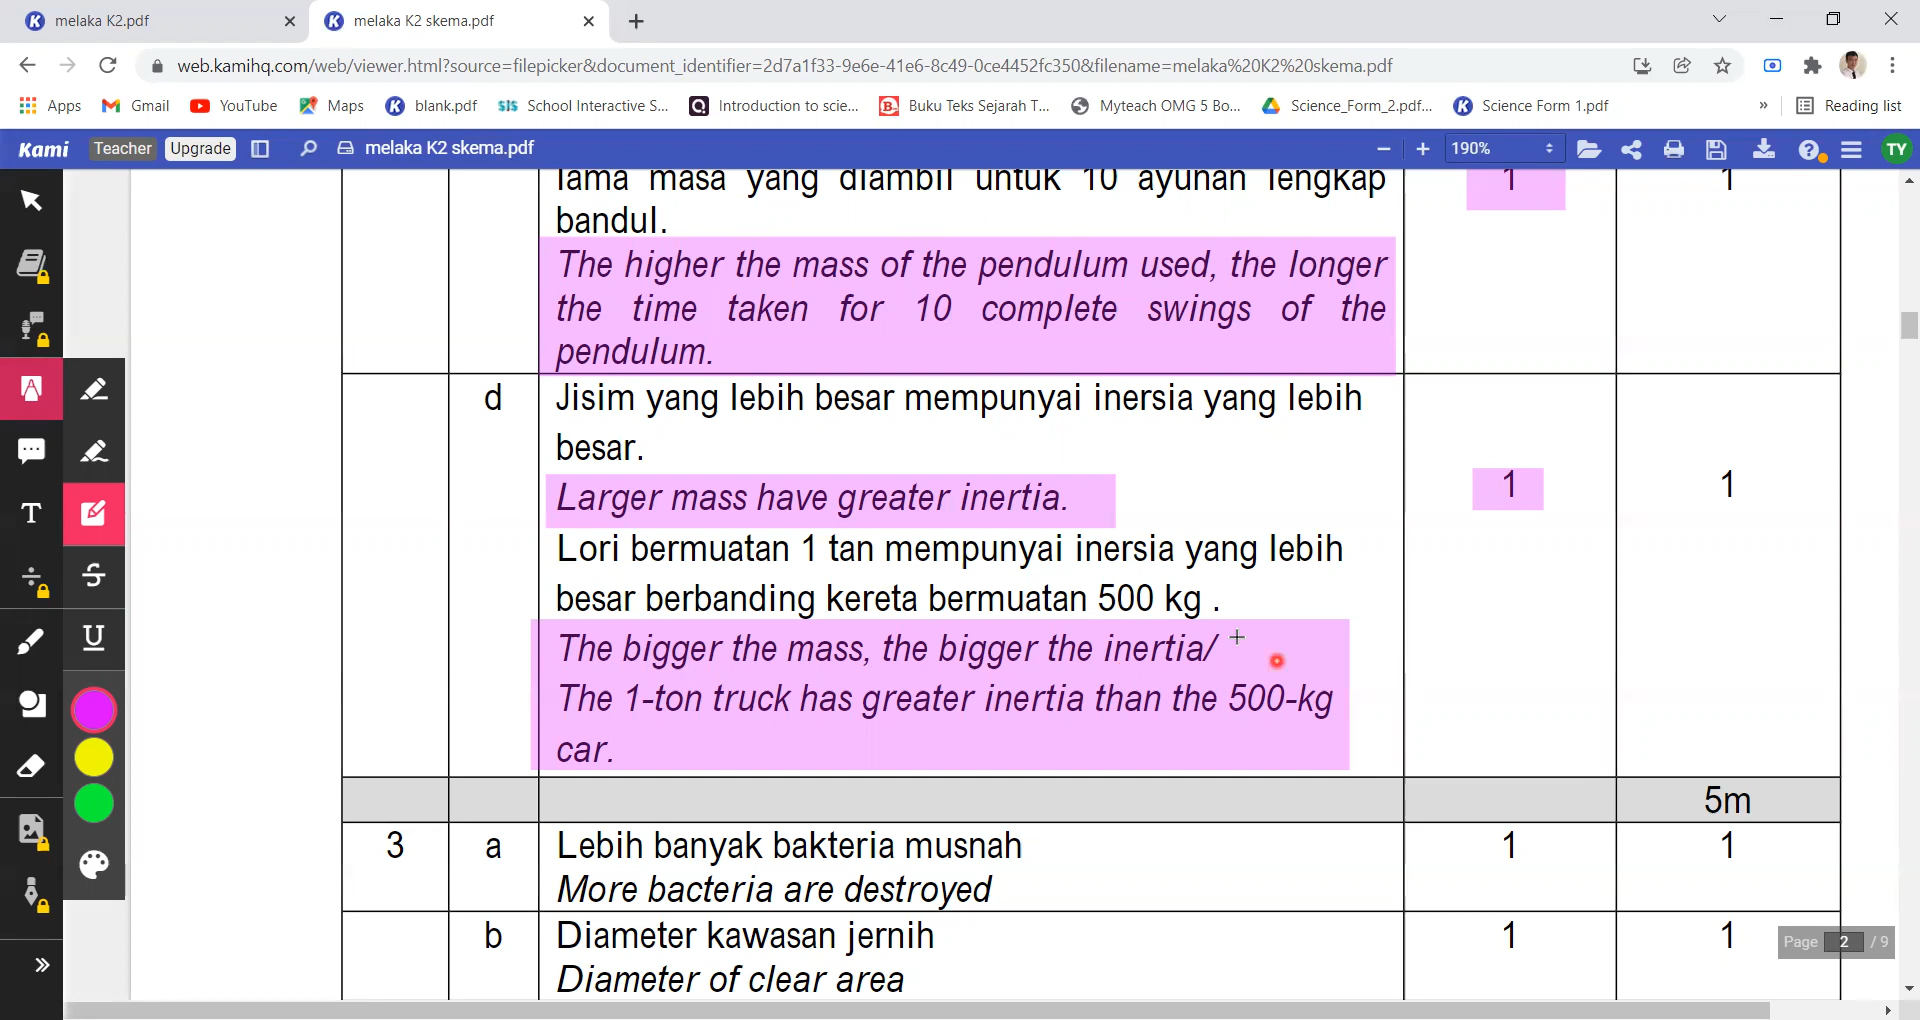 melaka K2.pdf
melaka K2 skema.pdf
web.kamihq.com/web/viewer.html?source=filepicker&document_identifier=2d7a1f33-9e6e-41e6-8c49-0ce4452fc350&filename=melaka%20K2%20skema.pdf
Apps Gmail YouTube Maps blank.pdf School Interactive S... Introduction to scie... Buku Teks Sejarah T... Myteach OMG 5 Bo... Science_Form_2.pdf... Science Form 1.pdf » Reading list
Kami Teacher Upgrade melaka K2 skema.pdf 190% TY
lama masa yang diambil untuk 10 ayunan lengkap 1 1
bandul.
The higher the mass of the pendulum used, the longer
the time taken for 10 complete swings of the
pendulum.
d Jisim yang lebih besar mempunyai inersia yang lebih
besar.
Larger mass have greater inertia. 1 1
Lori bermuatan 1 tan mempunyai inersia yang lebih
besar berbanding kereta bermuatan 500 kg .
The bigger the mass, the bigger the inertia/
The 1-ton truck has greater inertia than the 500-kg
car.
5m
3 a Lebih banyak bakteria musnah 1 1
More bacteria are destroyed
b Diameter kawasan jernih 1 1
Diameter of clear area
Page 2 / 9